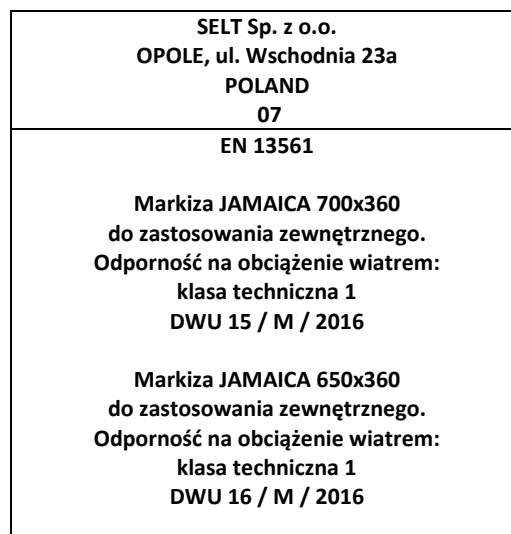 SELT Sp. z o.o.
OPOLE, ul. Wschodnia 23a
POLAND
07
EN 13561
Markiza JAMAICA 700x360
do zastosowania zewnętrznego.
Odporność na obciążenie wiatrem:
klasa techniczna 1
DWU 15 / M / 2016
Markiza JAMAICA 650x360
do zastosowania zewnętrznego.
Odporność na obciążenie wiatrem:
klasa techniczna 1
DWU 16 / M / 2016